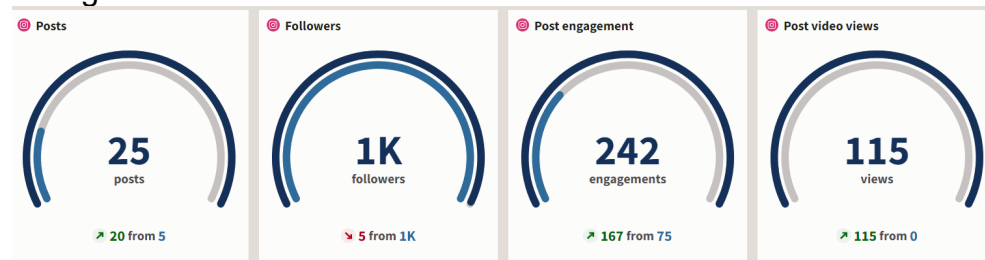 Posts
25
posts
20 from 5
Followers
1K
followers
5 from 1K
Post engagement
242
engagements
167 from 75
Post video views
115
views
115 from 0